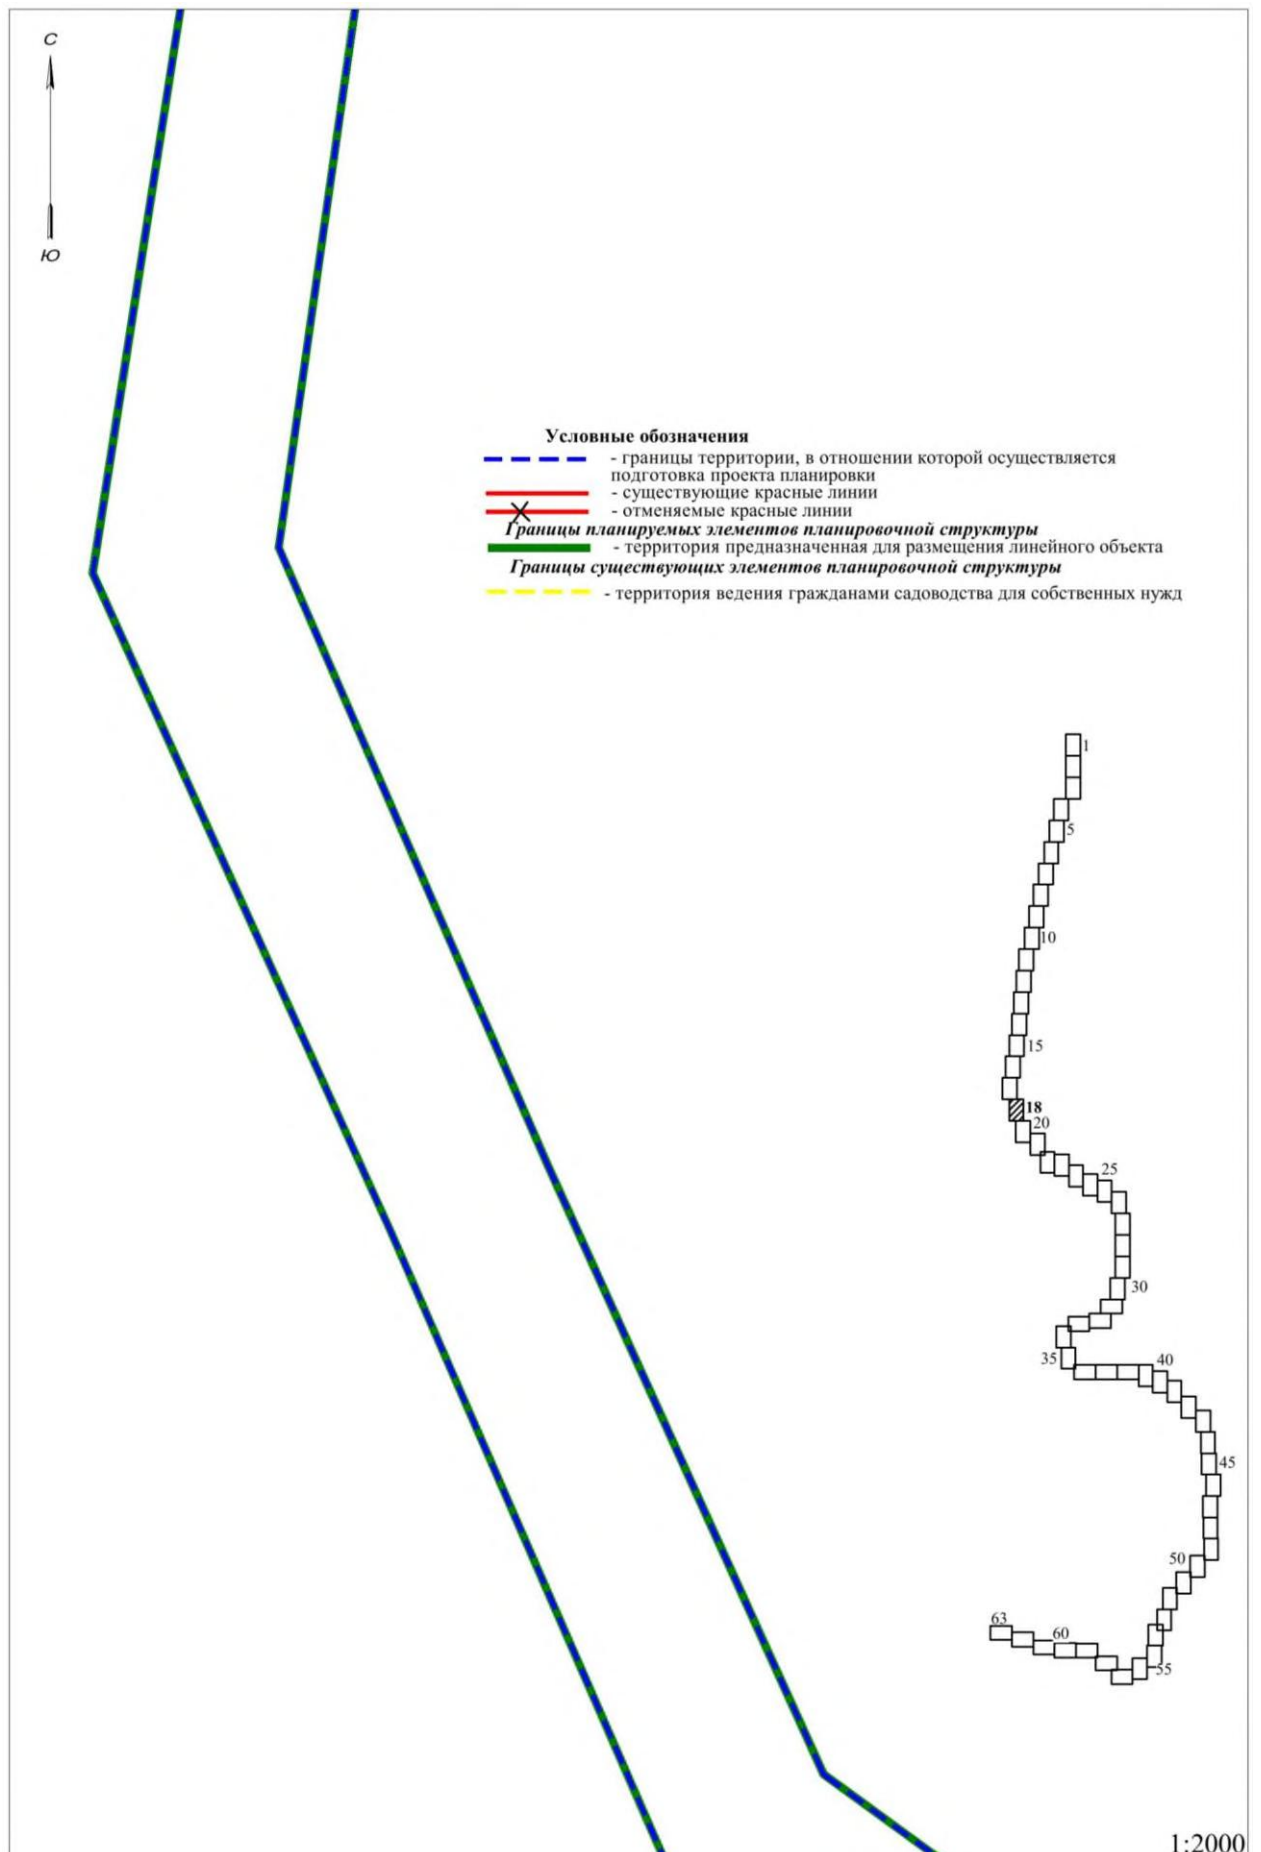 С
Ю
Условные обозначения
- границы территории, в отношении которой осуществляется
подготовка проекта планировки
- существующие красные линии
- отменяемые красные линии
Границы планируемых элементов планировочной структуры
- территория предназначенная для размещения линейного объекта
Границы существующих элементов планировочной структуры
- территория ведения гражданами садоводства для собственных нужд
1
5
10
15
18
20
25
30
35
40
45
50
63
60
55
1:2000